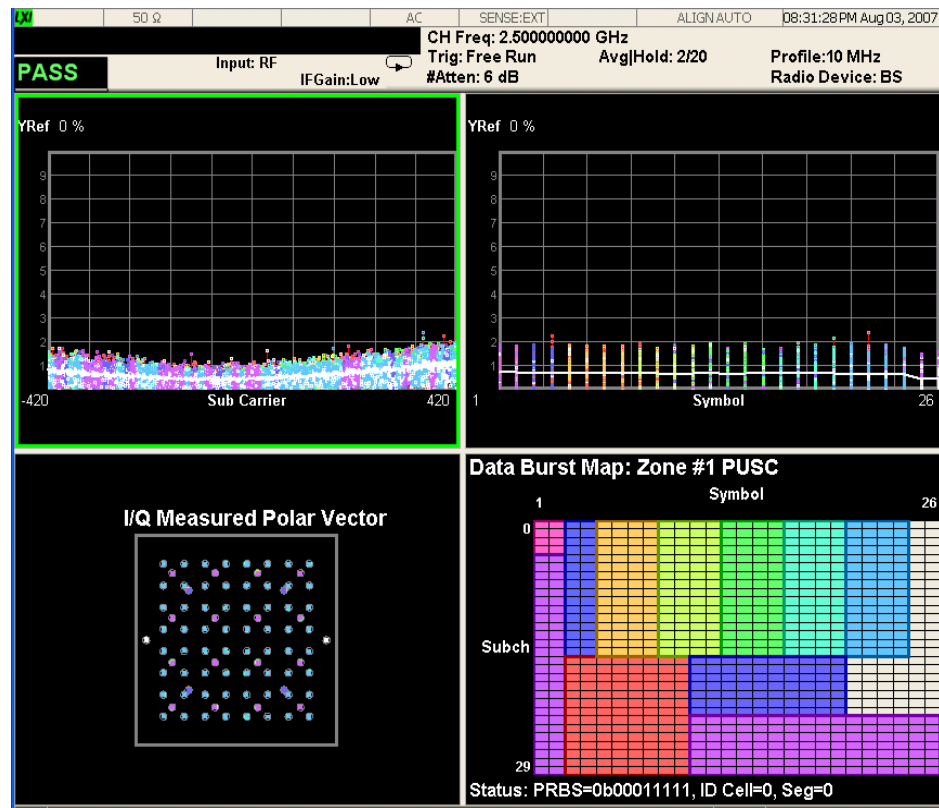 LXI 50 Ω AC SENSE:EXT ALIGN AUTO 08:31:28 PM Aug 03, 2007
CH Freq: 2.500000000 GHz
Trig: Free Run Avg|Hold: 2/20 Profile:10 MHz
PASS Input: RF IFGain:Low #Atten: 6 dB Radio Device: BS
YRef 0 %
9
8
7
6
5
4
3
2
1
-420 Sub Carrier 420
YRef 0 %
9
8
7
6
5
4
3
2
1
1 Symbol 26
I/Q Measured Polar Vector
Data Burst Map: Zone #1 PUSC
1 Symbol 26
0
Subch
29
Status: PRBS=0b00011111, ID Cell=0, Seg=0